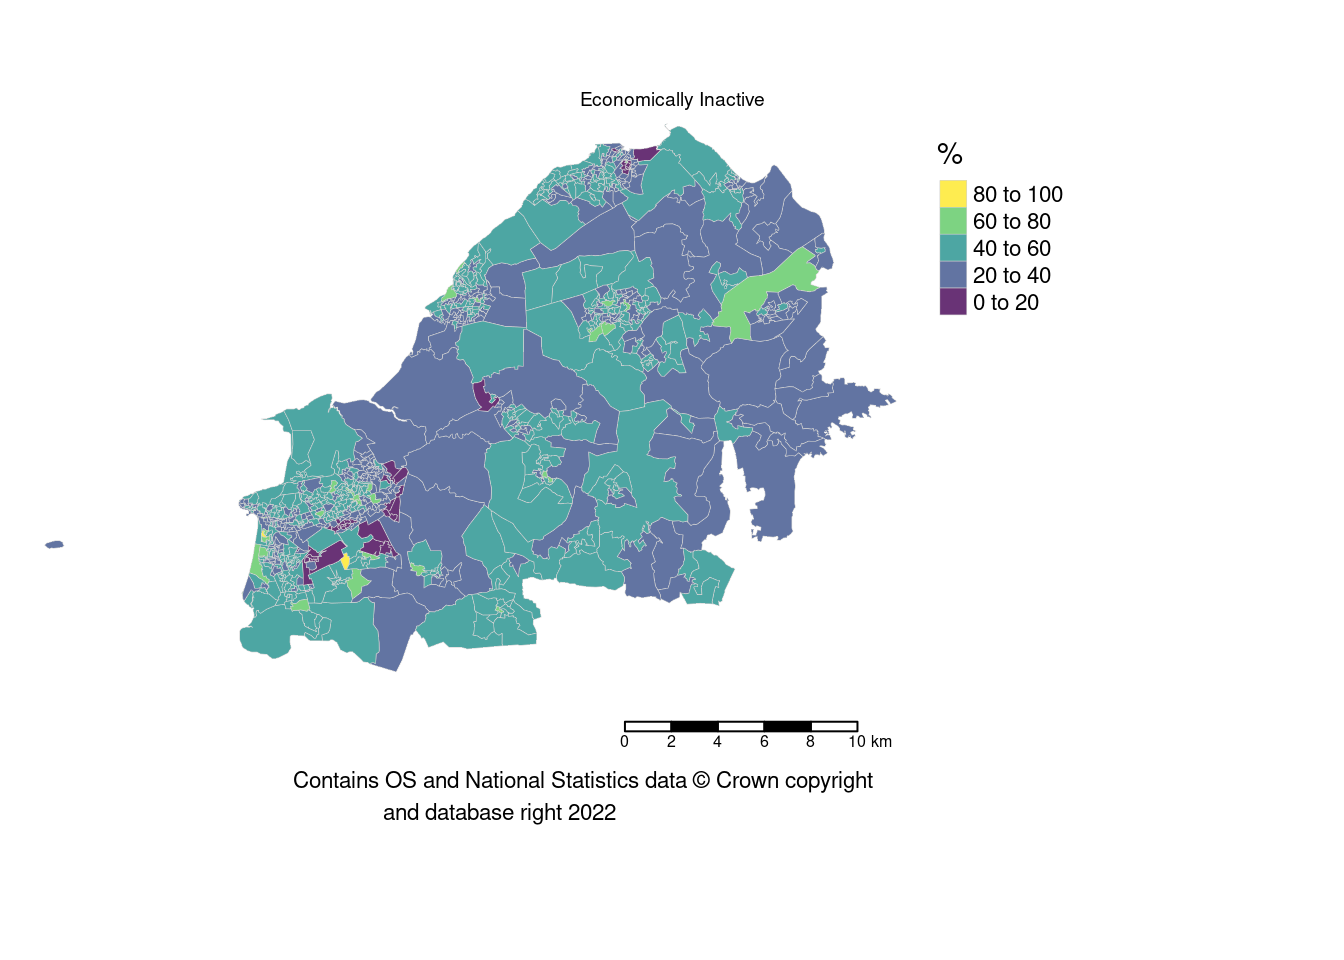 Economically Inactive
%
80 to 100
60 to 80
40 to 60
20 to 40
0 to 20
0 2 4 6 8 10 km
Contains OS and National Statistics data © Crown copyright
and database right 2022